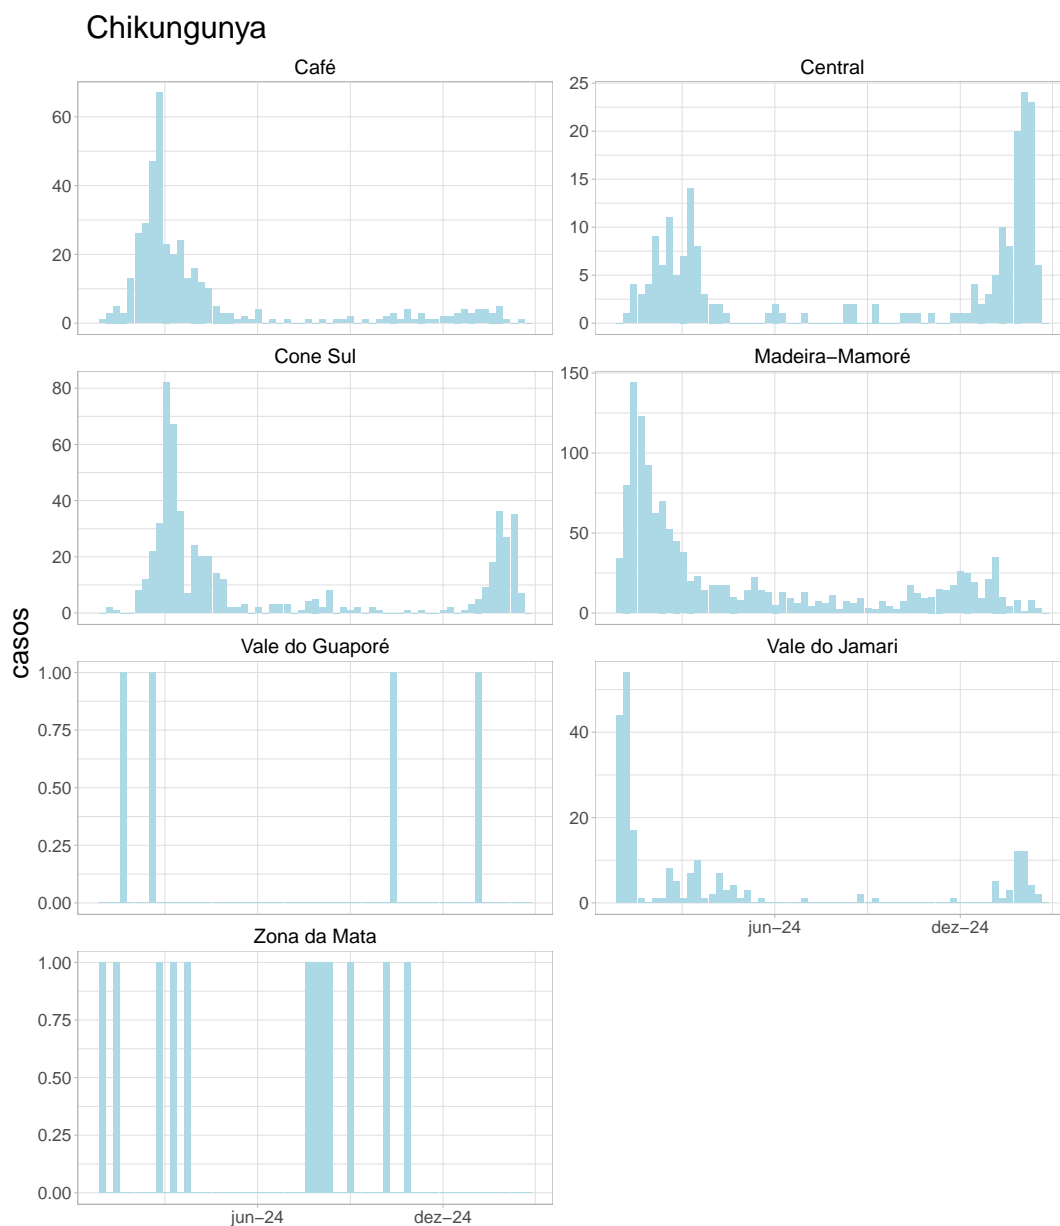 Chikungunya
Café
Central
60
40
20
0
25
20
15
10
5
0
Cone Sul
Madeira−Mamoré
80
60
40
20
0
150
100
50
0
casos
Vale do Guaporé
Vale do Jamari
1.00
0.75
0.50
0.25
0.00
40
20
0
jun−24
dez−24
Zona da Mata
1.00
0.75
0.50
0.25
0.00
jun−24
dez−24